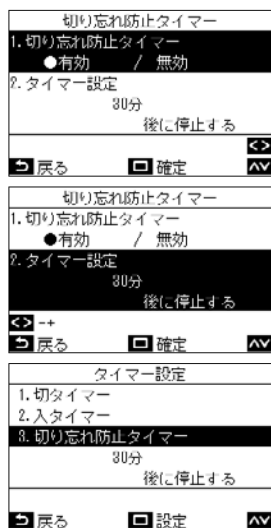 切り忘れ防止タイマー
1.切り忘れ防止タイマー
●有効 / 無効
2.タイマー設定
30分
後に停止する
<>
戻る 確定 ∧∨
切り忘れ防止タイマー
1.切り忘れ防止タイマー
●有効 / 無効
2.タイマー設定
30分
後に停止する
<> -+
戻る 確定 ∧∨
タイマー設定
1.切タイマー
2.入タイマー
3.切り忘れ防止タイマー
30分
後に停止する
戻る 設定 ∧∨